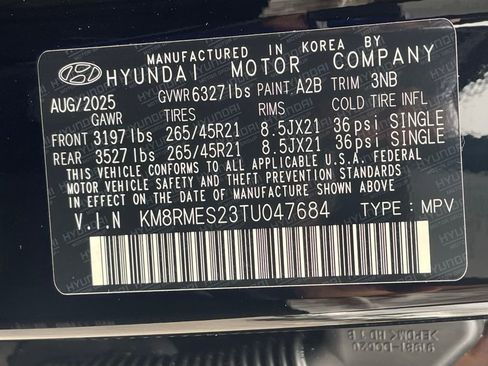 MANUFACTURED IN KOREA BY
HYUNDAI MOTOR COMPANY
AUG/2025 GVWR 6327lbs PAINT A2B TRIM 3NB
GAWR TIRES RIMS COLD TIRE INFL
FRONT 3197 lbs 265/45R21 8.5JX21 36psi SINGLE
REAR 3527 lbs 265/45R21 8.5JX21 36psi SINGLE
THIS VEHICLE CONFORMS TO ALL APPLICABLE U.S.A. FEDERAL
MOTOR VEHICLE SAFETY AND THEFT PREVENTION STANDARDS
IN EFFECT ON THE DATE OF MANUFACTURE SHOWN ABOVE.
V.I.N KM8RMES23TU047684 TYPE : MPV